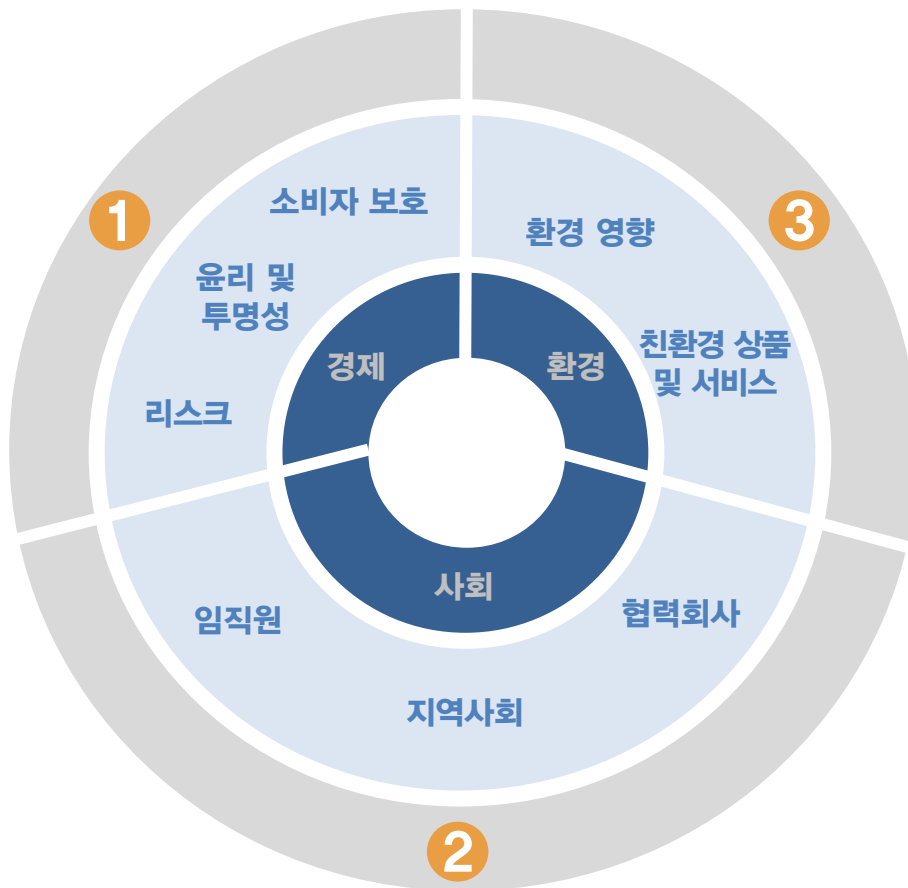 1
소비자 보호
윤리 및
투명성
리스크
경제
3
환경 영향
친환경 상품
및 서비스
환경
사회
임직원
지역사회
협력회사
2